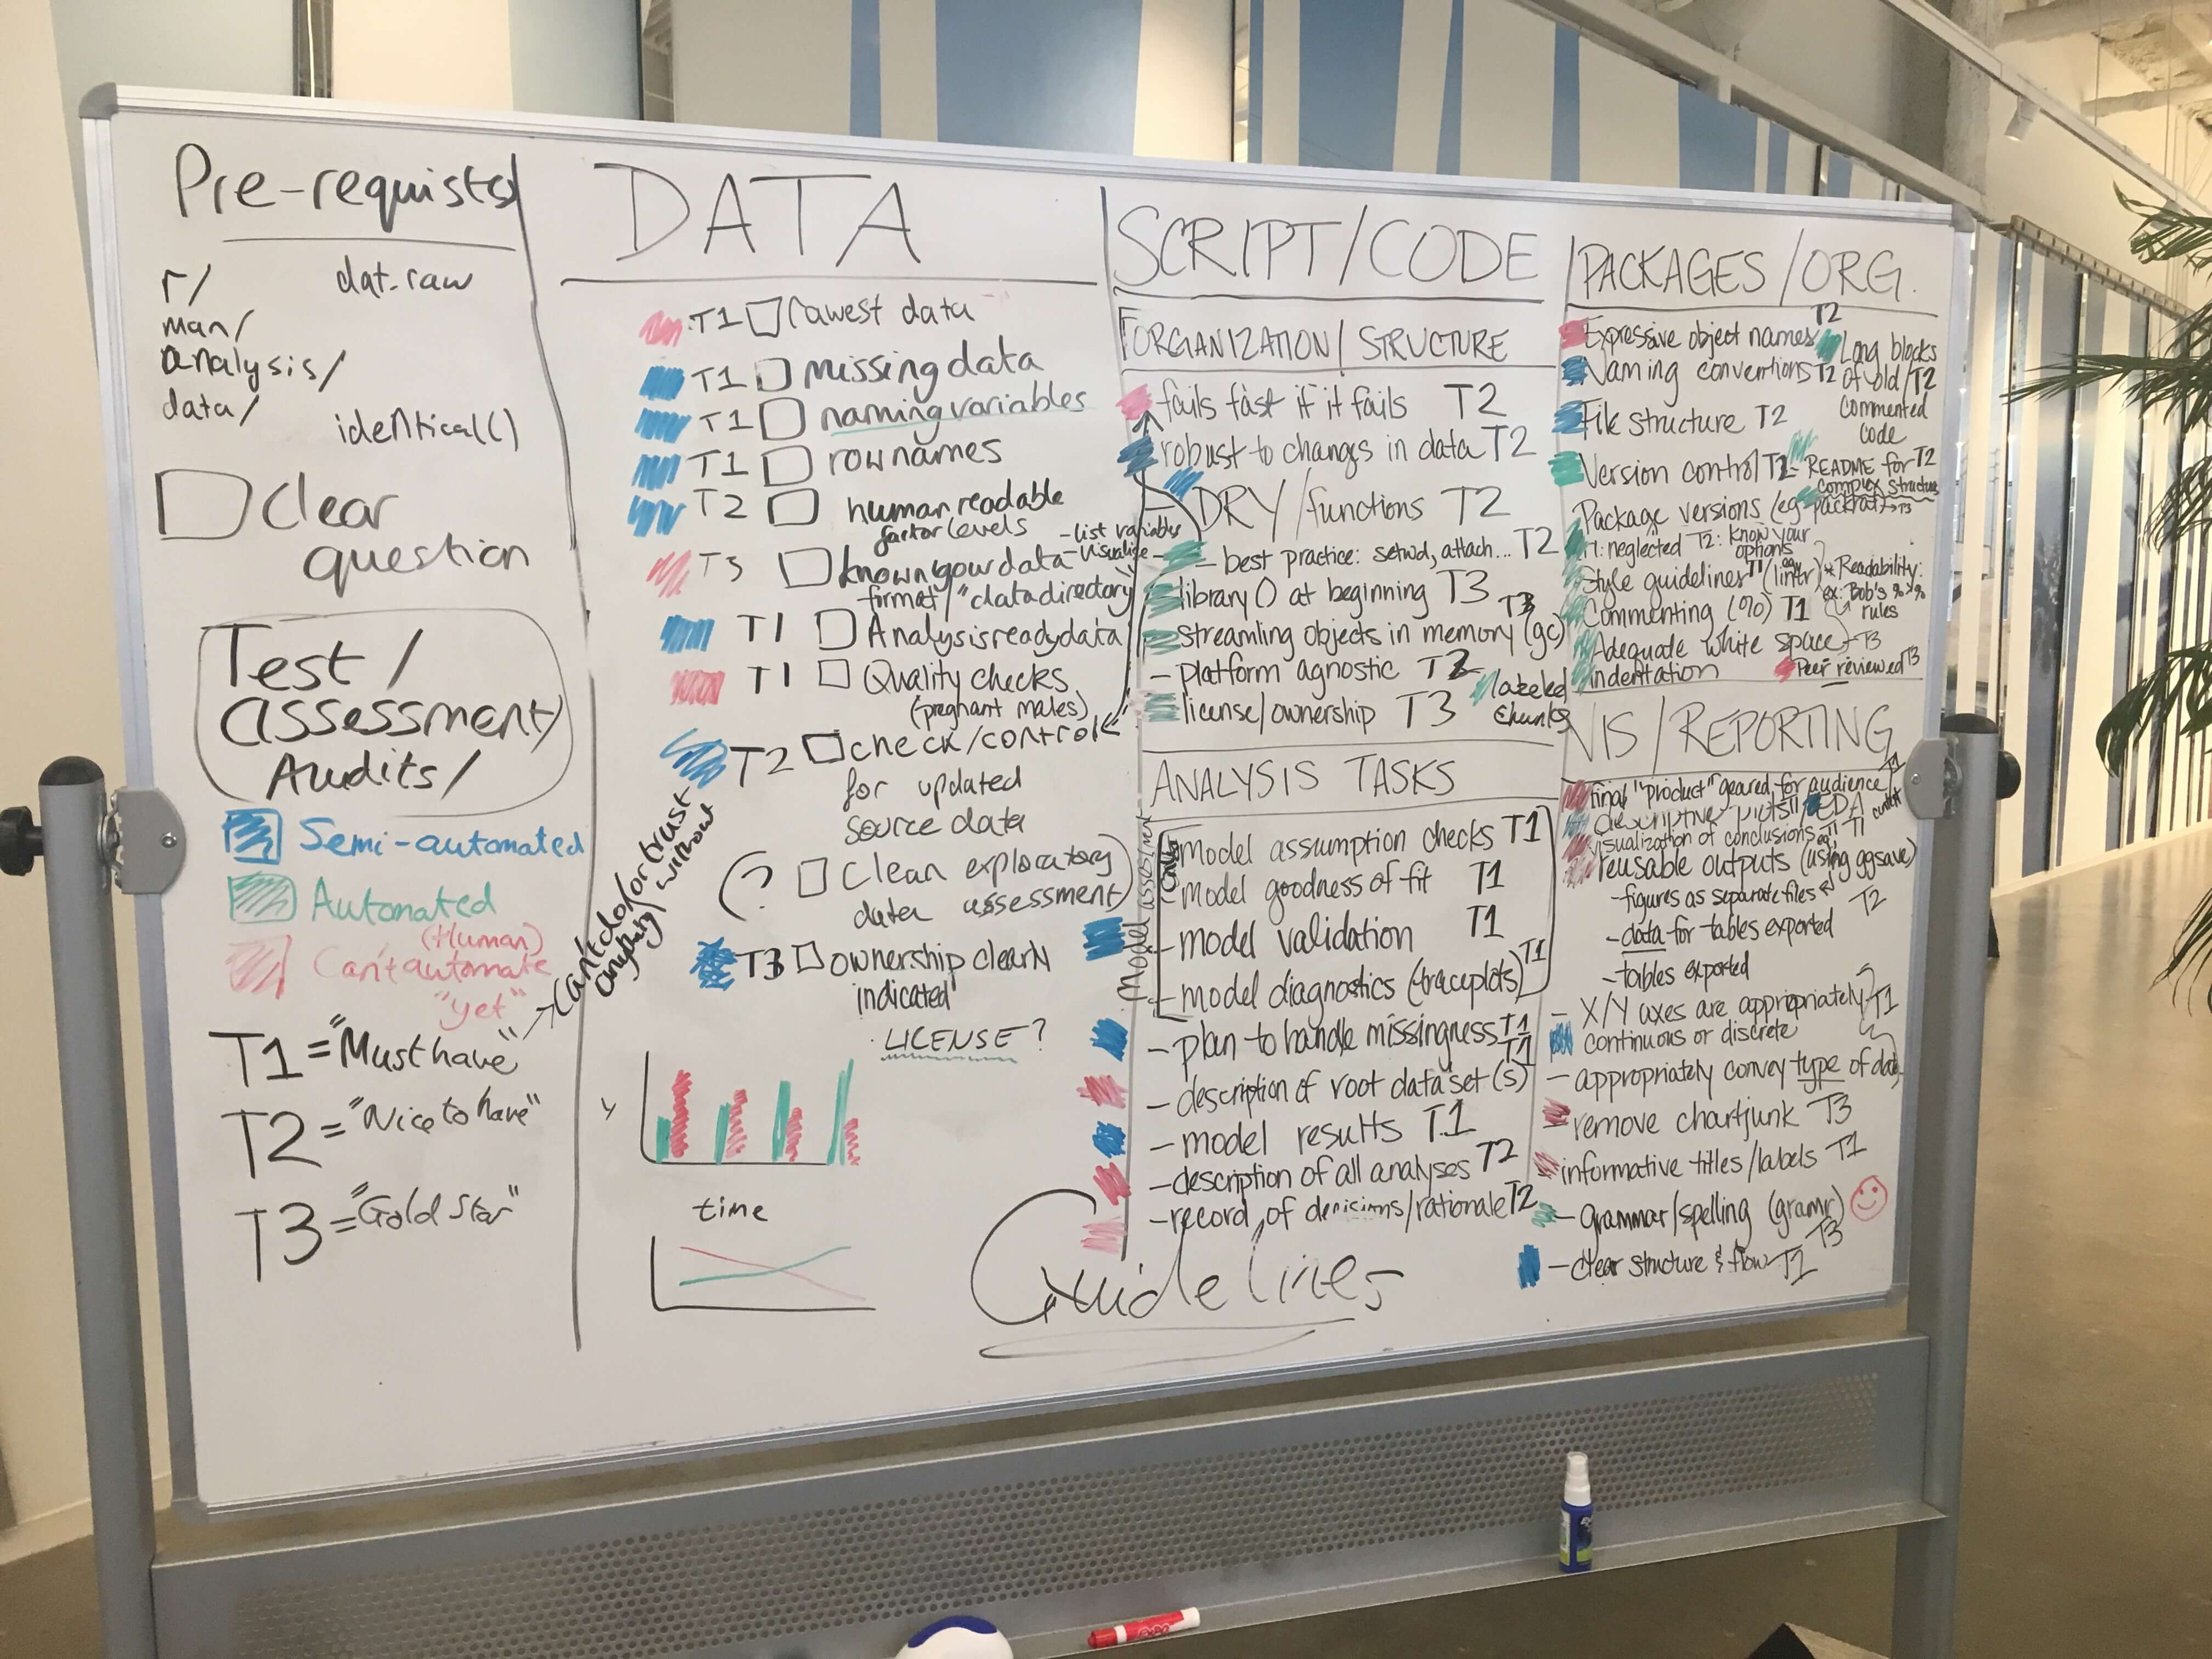 Pre-requists
r/
dat-raw
man/
analysis/
data/
identical()
clear
question
Test/
assessment/
Audits/
Semi-automated
Automated
(Human)
Can't automate
"yet"
T1 = "Must have" → Can't do/or trust
anything without
T2 = "Nice to have"
T3 = "Gold Star"
DATA
T1 rawest data
T1 missing data
T1 naming variables
T1 rownames
T2 human readable
factor levels
T3 know your data
- list variables
- visualize
format/"data directory"
T1 Analysis ready data
T1 Quality checks
(pregnant males)
T2 check/control
for updated
source data
(? Clean exploratory
data assessment)
T3 ownership clearly
indicated
LICENSE?
y
time
Guidelines
SCRIPT/CODE
ORGANIZATION/STRUCTURE
fails fast if it fails T2
robust to changes in data T2
DRY/functions T2
- best practice: setwd, attach... T2
library() at beginning T3
streamling objects in memory (gc) T3
- platform agnostic T2
license/ownership T3
labeled
chunks
ANALYSIS TASKS
Model assessment
model assumption checks T1
model goodness of fit T1
- model validation T1
- model diagnostics (traceplots) T1
- plan to handle missingness T1
- description of root data set(s) T1
- model results T1
- description of all analyses T2
- record of decisions/rationale T2
PACKAGES/ORG.
Expressive object names T2
Naming conventions T2
Long blocks
of old/T2
commented
code
File structure T2
Version control T1
- README for T2
complex structure
Package versions (eg packrat) → T3
T1: neglected T2: know your
options
Style guidelines T1 (lintr)
* Readability:
ex: Bob's %>%
rules
Commenting (%) T1
Adequate white space T3
indentation
Peer reviewed T3
VIS/REPORTING
final "product" geared for audience T1
descriptive plots T1 EDA
visualization of conclusions T1
reusable outputs (using ggsave)
- figures as separate files
T2
- data for tables exported
- tables exported
- X/Y axes are appropriately T1
continuous or discrete
- appropriately convey type of data
remove chartjunk T3
informative titles/labels T1
- grammar/spelling (gramr)
T3
- clear structure & flow T1
EXPO